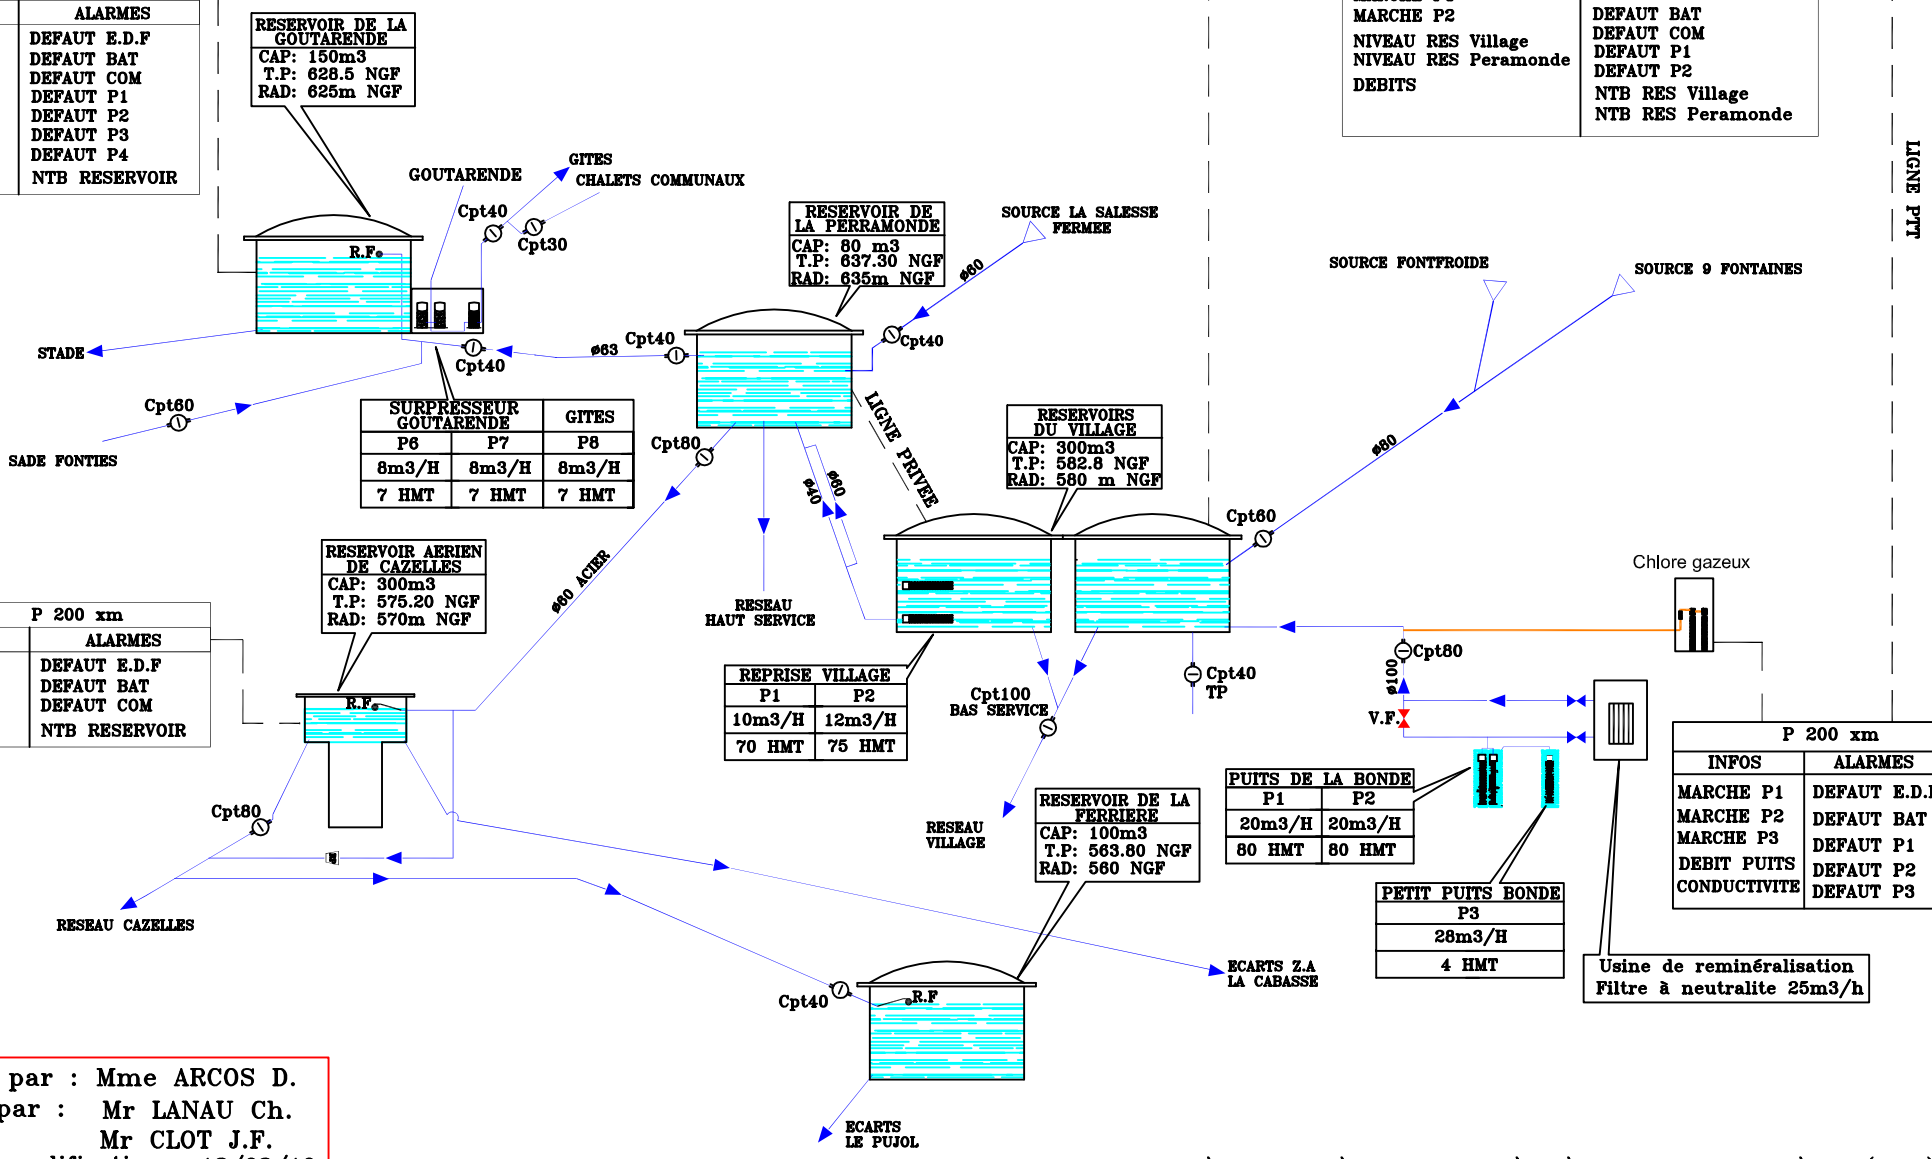 ALARMES
DEFAUT E.D.F
DEFAUT BAT
DEFAUT COM
DEFAUT P1
DEFAUT P2
DEFAUT P3
DEFAUT P4
NTB RESERVOIR
RESERVOIR DE LA
GOUTARENDE
CAP: 150m3
T.P: 628.5 NGF
RAD: 625m NGF
MARCHE P2
NIVEAU RES Village
NIVEAU RES Peramonde
DEBITS
DEFAUT BAT
DEFAUT COM
DEFAUT P1
DEFAUT P2
NTB RES Village
NTB RES Peramonde
LIGNE PTT
GOUTARENDE
GITES
CHALETS COMMUNAUX
Cpt40
Cpt30
R.F
STADE
Cpt40
ø63
Cpt40
Cpt60
SADE FONTIES
RESERVOIR DE
LA PERRAMONDE
CAP: 80 m3
T.P: 637.30 NGF
RAD: 635m NGF
SOURCE LA SALESSE
FERMEE
ø60
Cpt40
SOURCE FONTFROIDE
SOURCE 9 FONTAINES
ø80
SURPRESSEUR
GOUTARENDE
GITES
P6 P7 P8
8m3/H 8m3/H 8m3/H
7 HMT 7 HMT 7 HMT
Cpt80
LIGNE PRIVEE
ø60
ø40
RESERVOIRS
DU VILLAGE
CAP: 300m3
T.P: 582.8 NGF
RAD: 580 m NGF
Cpt60
RESERVOIR AERIEN
DE CAZELLES
CAP: 300m3
T.P: 575.20 NGF
RAD: 570m NGF
ø60 ACIER
RESEAU
HAUT SERVICE
Chlore gazeux
P 200 xm
ALARMES
DEFAUT E.D.F
DEFAUT BAT
DEFAUT COM
NTB RESERVOIR
R.F
REPRISE VILLAGE
P1 P2
10m3/H 12m3/H
70 HMT 75 HMT
Cpt100
BAS SERVICE
Cpt40
TP
Cpt80
ø100
V.F.
P 200 xm
INFOS ALARMES
MARCHE P1
MARCHE P2
MARCHE P3
DEBIT PUITS
CONDUCTIVITE
DEFAUT E.D.F
DEFAUT BAT
DEFAUT P1
DEFAUT P2
DEFAUT P3
Cpt80
RESEAU CAZELLES
RESEAU
VILLAGE
RESERVOIR DE LA
FERRIERE
CAP: 100m3
T.P: 563.80 NGF
RAD: 560 NGF
PUITS DE LA BONDE
P1 P2
20m3/H 20m3/H
80 HMT 80 HMT
PETIT PUITS BONDE
P3
28m3/H
4 HMT
Usine de reminéralisation
Filtre à neutralite 25m3/h
ECARTS Z.A
LA CABASSE
Cpt40
R.F
ECARTS
LE PUJOL
par : Mme ARCOS D.
par : Mr LANAU Ch.
Mr CLOT J.F.